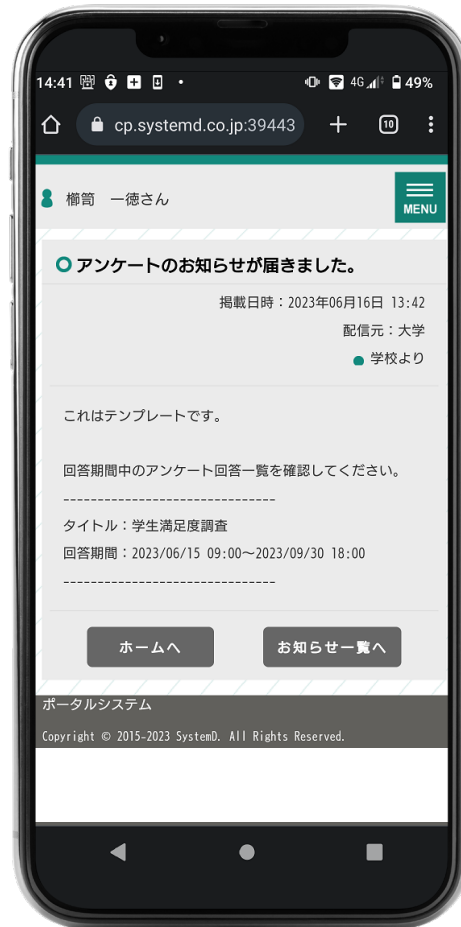 14:41
4G
49%
cp.systemd.co.jp:39443
10
櫛笥 一徳さん
MENU
アンケートのお知らせが届きました。
掲載日時：2023年06月16日 13:42
配信元：大学
学校より
これはテンプレートです。
回答期間中のアンケート回答一覧を確認してください。
-------------------------------
タイトル：学生満足度調査
回答期間：2023/06/15 09:00～2023/09/30 18:00
-------------------------------
ホームへ
お知らせ一覧へ
ポータルシステム
Copyright © 2015-2023 SystemD. All Rights Reserved.